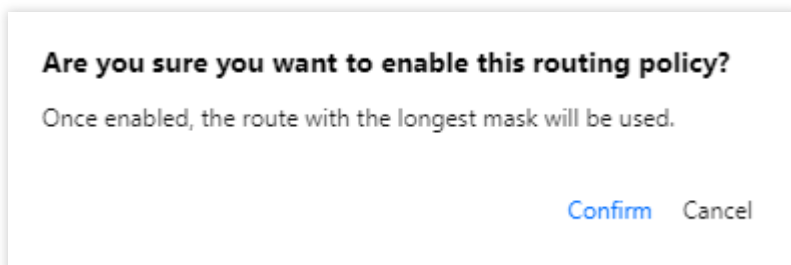 Are you sure you want to enable this routing policy?
Once enabled, the route with the longest mask will be used.
Confirm Cancel